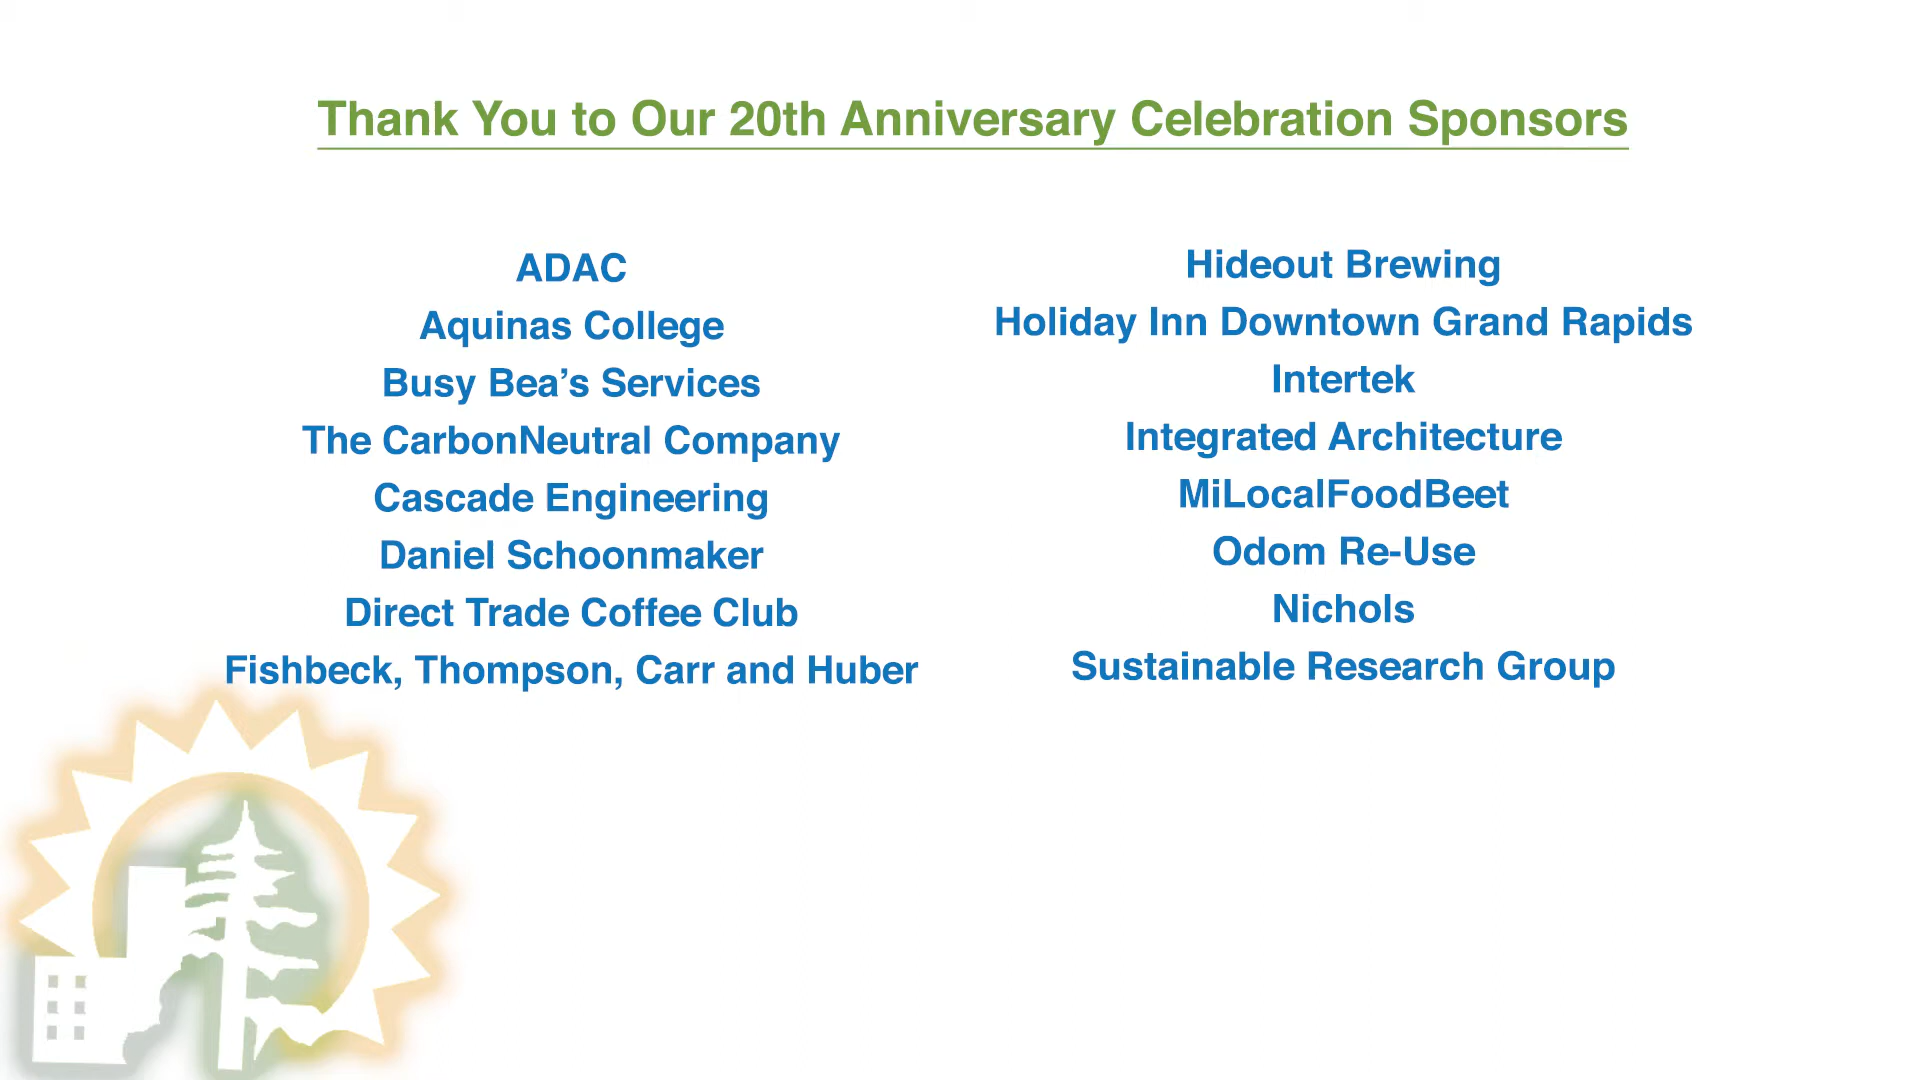 Thank You to Our 20th Anniversary Celebration Sponsors
ADAC
Aquinas College
Busy Bea’s Services
The CarbonNeutral Company
Cascade Engineering
Daniel Schoonmaker
Direct Trade Coffee Club
Fishbeck, Thompson, Carr and Huber
Hideout Brewing
Holiday Inn Downtown Grand Rapids
Intertek
Integrated Architecture
MiLocalFoodBeet
Odom Re-Use
Nichols
Sustainable Research Group